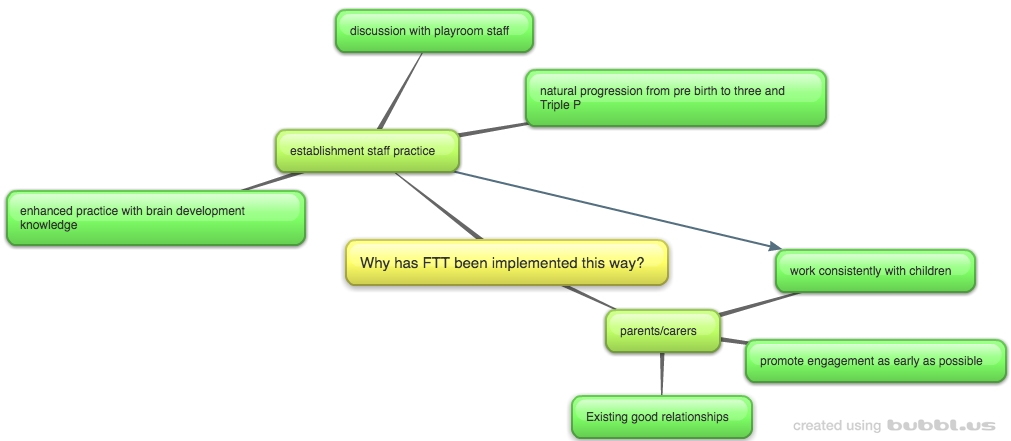 discussion with playroom staff
natural progression from pre birth to three and
Triple P
establishment staff practice
enhanced practice with brain development
knowledge
Why has FTT been implemented this way?
work consistently with children
parents/carers
promote engagement as early as possible
Existing good relationships
created using bubbl.us